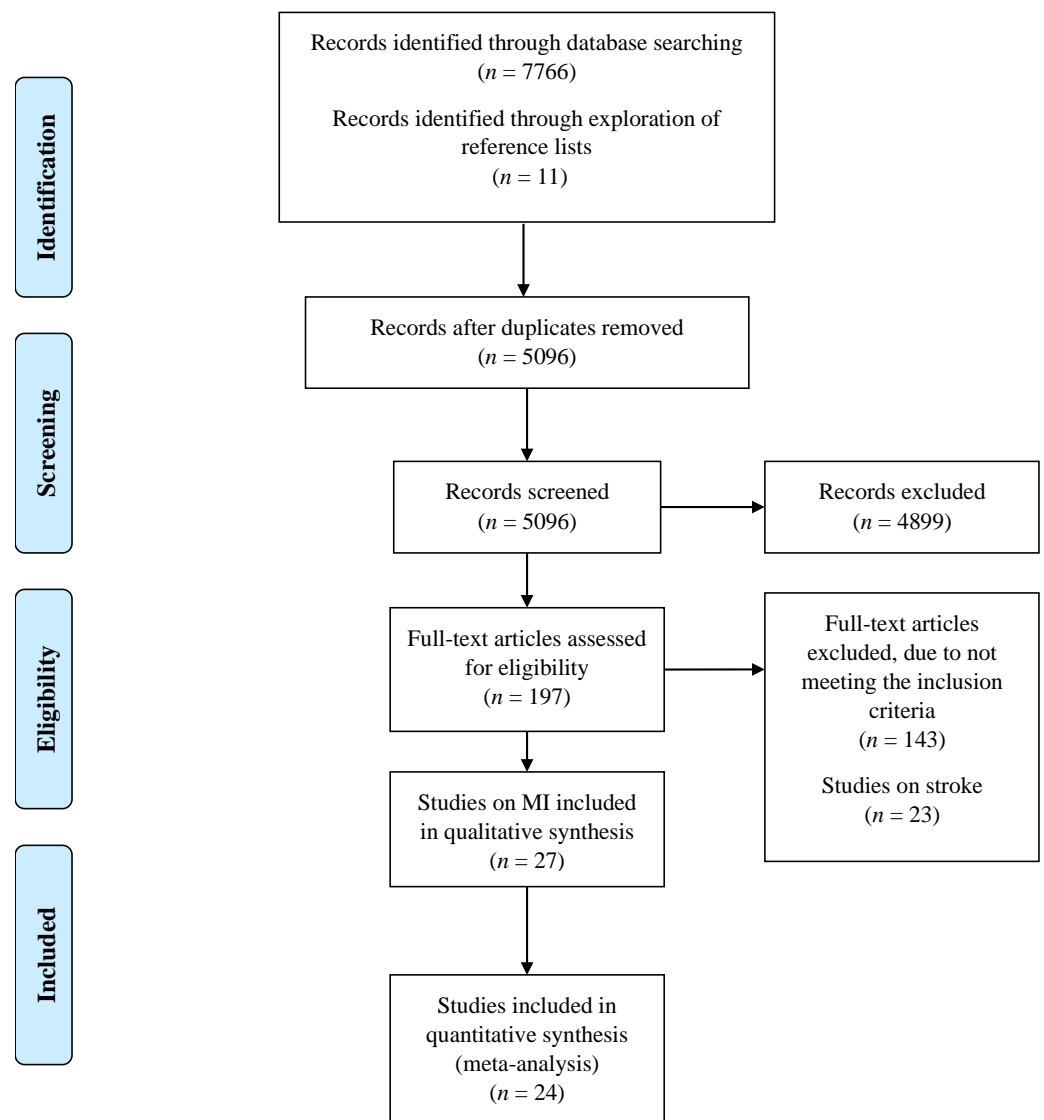 Records identified through database searching
(n = 7766)
Records identified through exploration of
reference lists
(n = 11)
Identification
Records after duplicates removed
(n = 5096)
Screening
Records screened
(n = 5096)
Records excluded
(n = 4899)
Eligibility
Full-text articles assessed
for eligibility
(n = 197)
Full-text articles
excluded, due to not
meeting the inclusion
criteria
(n = 143)
Studies on stroke
(n = 23)
Studies on MI included
in qualitative synthesis
(n = 27)
Included
Studies included in
quantitative synthesis
(meta-analysis)
(n = 24)